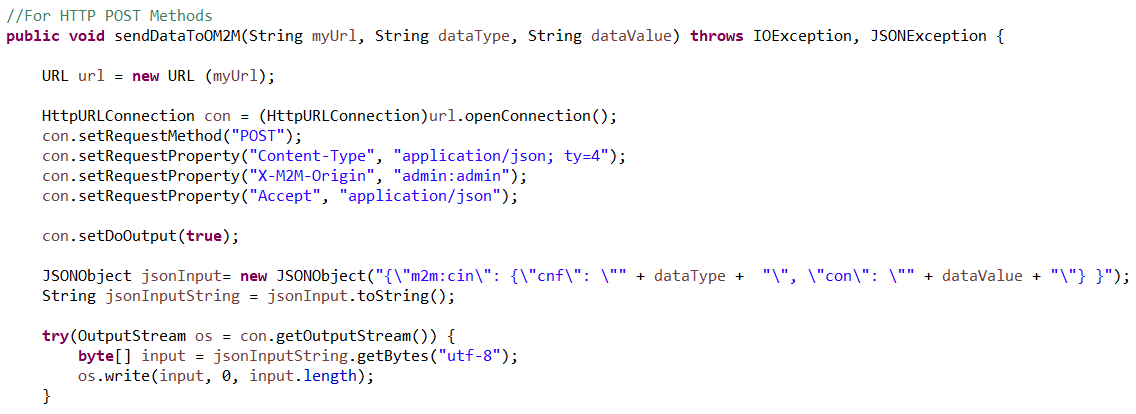 //For HTTP POST Methods
public void sendDataToOM2M(String myUrl, String dataType, String dataValue) throws IOException, JSONException {
URL url = new URL (myUrl);
HttpURLConnection con = (HttpURLConnection)url.openConnection();
con.setRequestMethod("POST");
con.setRequestProperty("Content-Type", "application/json; ty=4");
con.setRequestProperty("X-M2M-Origin", "admin:admin");
con.setRequestProperty("Accept", "application/json");
con.setDoOutput(true);
JSONObject jsonInput= new JSONObject("{\"m2m:cin\": {\"cnf\": \"" + dataType +  "\", \"con\": \"" + dataValue + "\"} }");
String jsonInputString = jsonInput.toString();
try(OutputStream os = con.getOutputStream()) {
byte[] input = jsonInputString.getBytes("utf-8");
os.write(input, 0, input.length);
}